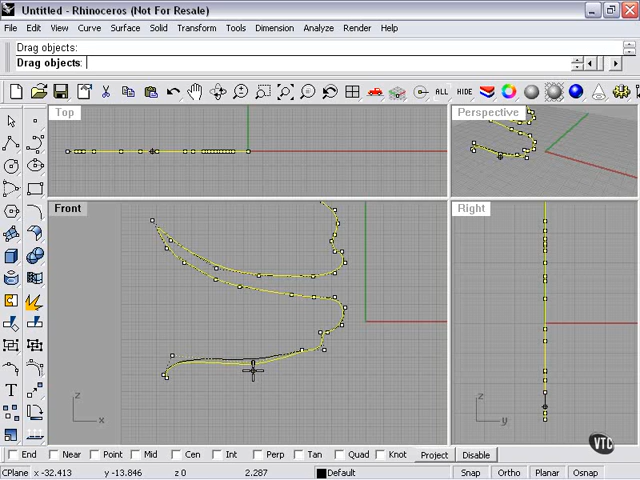 Untitled - Rhinoceros (Not For Resale)
File Edit View Curve Surface Solid Transform Tools Dimension Analyze Render Help
Drag objects:
Drag objects:
ALL HIDE
Top
Perspective
Front
Right
z
x
z
y
T
VTC
End Near Point Mid Cen Int Perp Tan Quad Knot Project Disable
CPlane x -32.413 y -13.846 z 0 2.287 Default Snap Ortho Planar Osnap